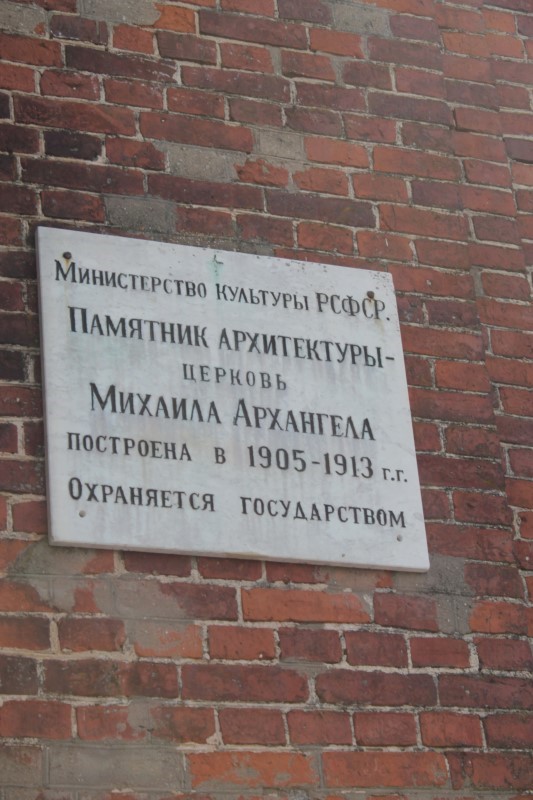 Министерство культуры РСФСР.
Памятник архитектуры-
церковь
Михаила Архангела
построена в 1905-1913 г.г.
Охраняется государством